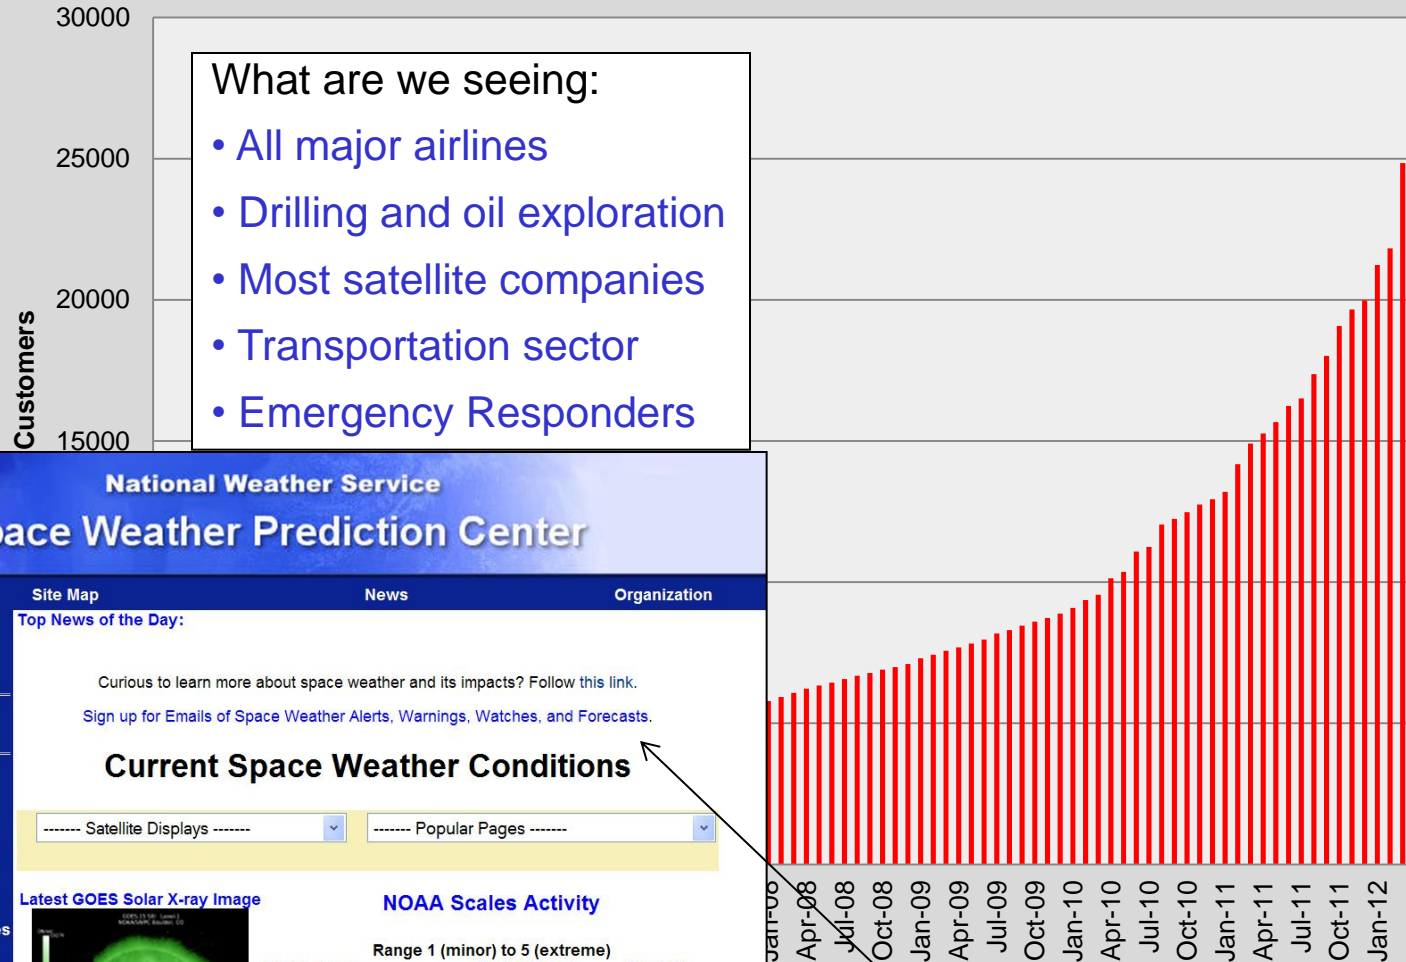 30000
What are we seeing:
• All major airlines
25000
• Drilling and oil exploration
• Most satellite companies
20000
• Transportation sector
• Emergency Responders
Customers
15000
National Weather Service
Weather Prediction Center
Site Map News Organization
Top News of the Day:
Curious to learn more about space weather and its impacts? Follow this link.
Sign up for Emails of Space Weather Alerts, Warnings, Watches, and Forecasts.
Current Space Weather Conditions
------- Satellite Displays ------- ------- Popular Pages -------
Latest GOES Solar X-ray Image
NOAA Scales Activity
Range 1 (minor) to 5 (extreme)
Jan-08 Apr-08 Jul-08 Oct-08 Jan-09 Apr-09 Jul-09 Oct-09 Jan-10 Apr-10 Jul-10 Oct-10 Jan-11 Apr-11 Jul-11 Oct-11 Jan-12